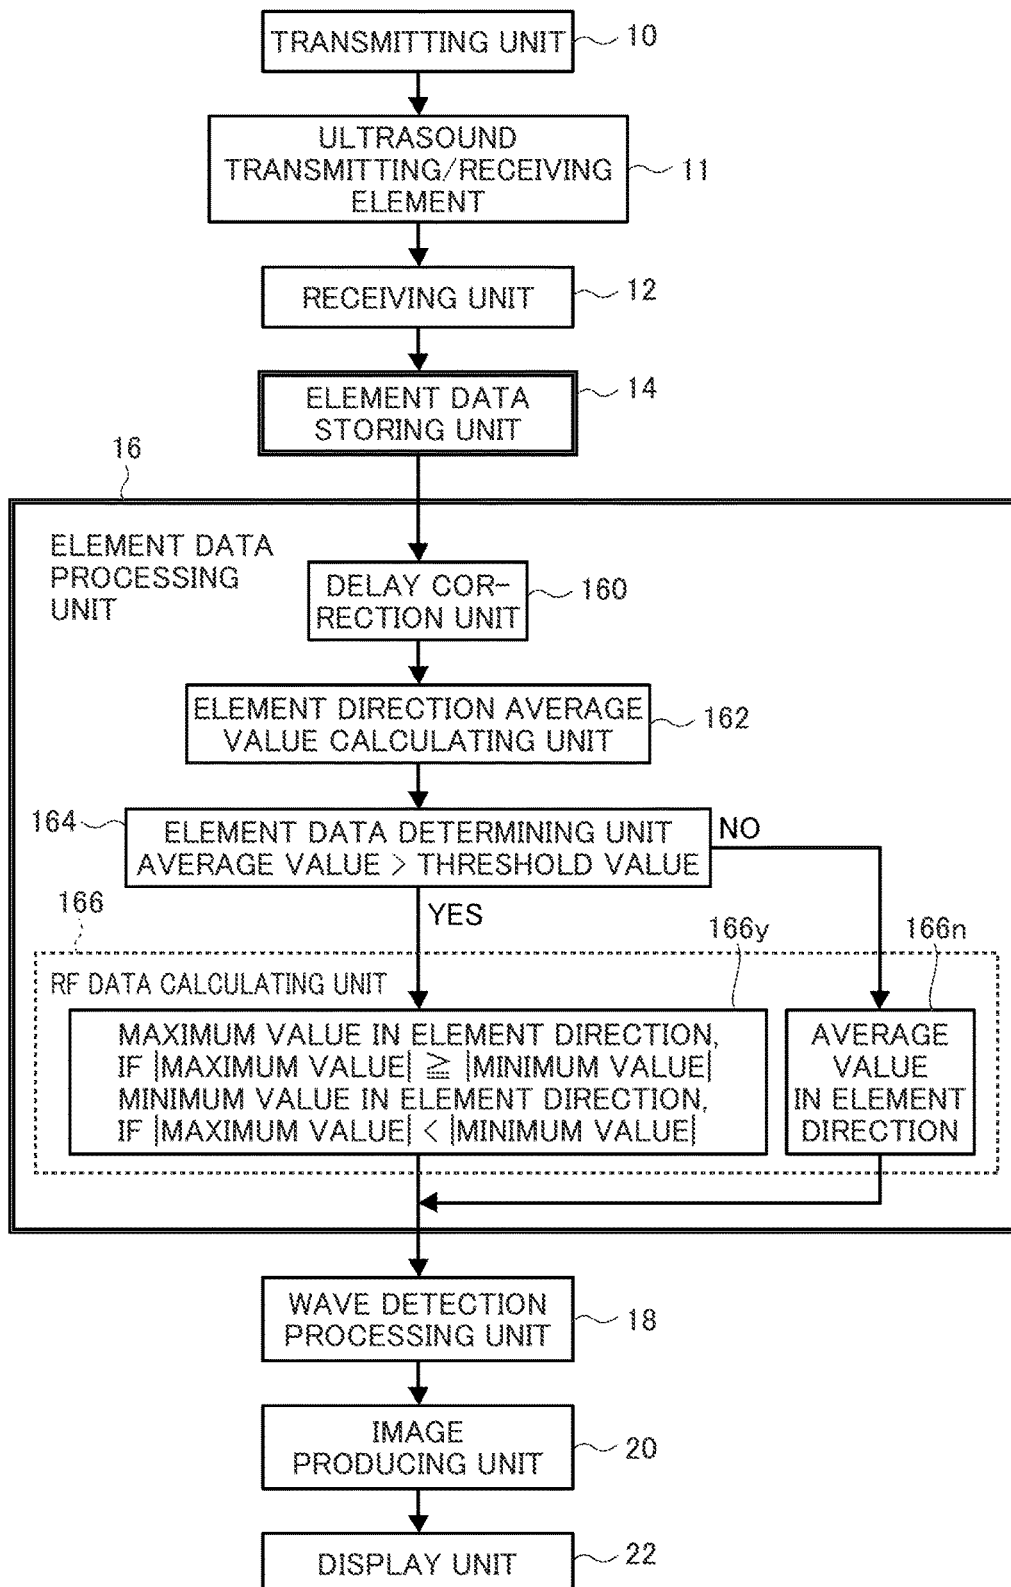 TRANSMITTING UNIT
10
ULTRASOUND
TRANSMITTING/RECEIVING
ELEMENT
11
RECEIVING UNIT
12
ELEMENT DATA
STORING UNIT
14
16
ELEMENT DATA
PROCESSING
UNIT
DELAY COR-
RECTION UNIT
160
ELEMENT DIRECTION AVERAGE
VALUE CALCULATING UNIT
162
164
ELEMENT DATA DETERMINING UNIT
AVERAGE VALUE > THRESHOLD VALUE
NO
YES
166
166y
166n
RF DATA CALCULATING UNIT
MAXIMUM VALUE IN ELEMENT DIRECTION,
IF |MAXIMUM VALUE| ≧ |MINIMUM VALUE|
MINIMUM VALUE IN ELEMENT DIRECTION,
IF |MAXIMUM VALUE| < |MINIMUM VALUE|
AVERAGE
VALUE
IN ELEMENT
DIRECTION
WAVE DETECTION
PROCESSING UNIT
18
IMAGE
PRODUCING UNIT
20
DISPLAY UNIT
22